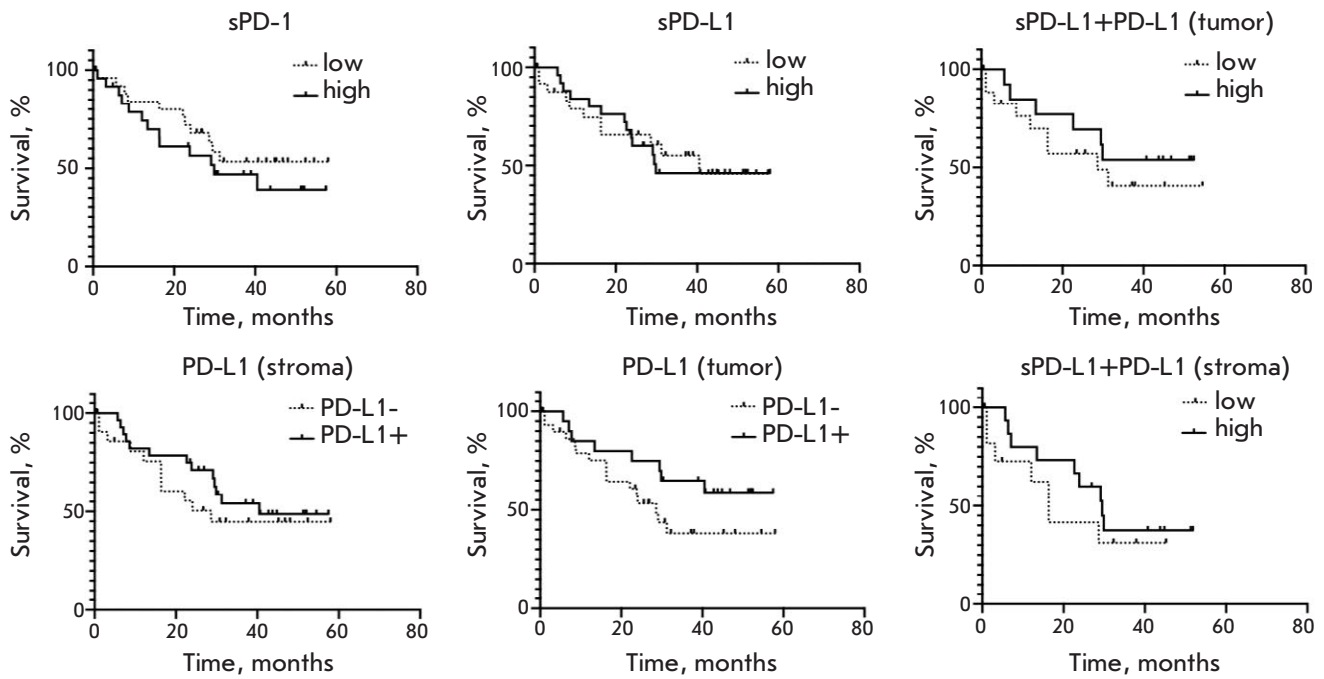 sPD-1
low
high
Survival, %
100
50
0
0 20 40 60 80
Time, months
sPD-L1
low
high
Survival, %
100
50
0
0 20 40 60 80
Time, months
sPD-L1+PD-L1 (tumor)
low
high
Survival, %
100
50
0
0 20 40 60 80
Time, months
PD-L1 (stroma)
PD-L1-
PD-L1+
Survival, %
100
50
0
0 20 40 60 80
Time, months
PD-L1 (tumor)
PD-L1-
PD-L1+
Survival, %
100
50
0
0 20 40 60 80
Time, months
sPD-L1+PD-L1 (stroma)
low
high
Survival, %
100
50
0
0 20 40 60 80
Time, months